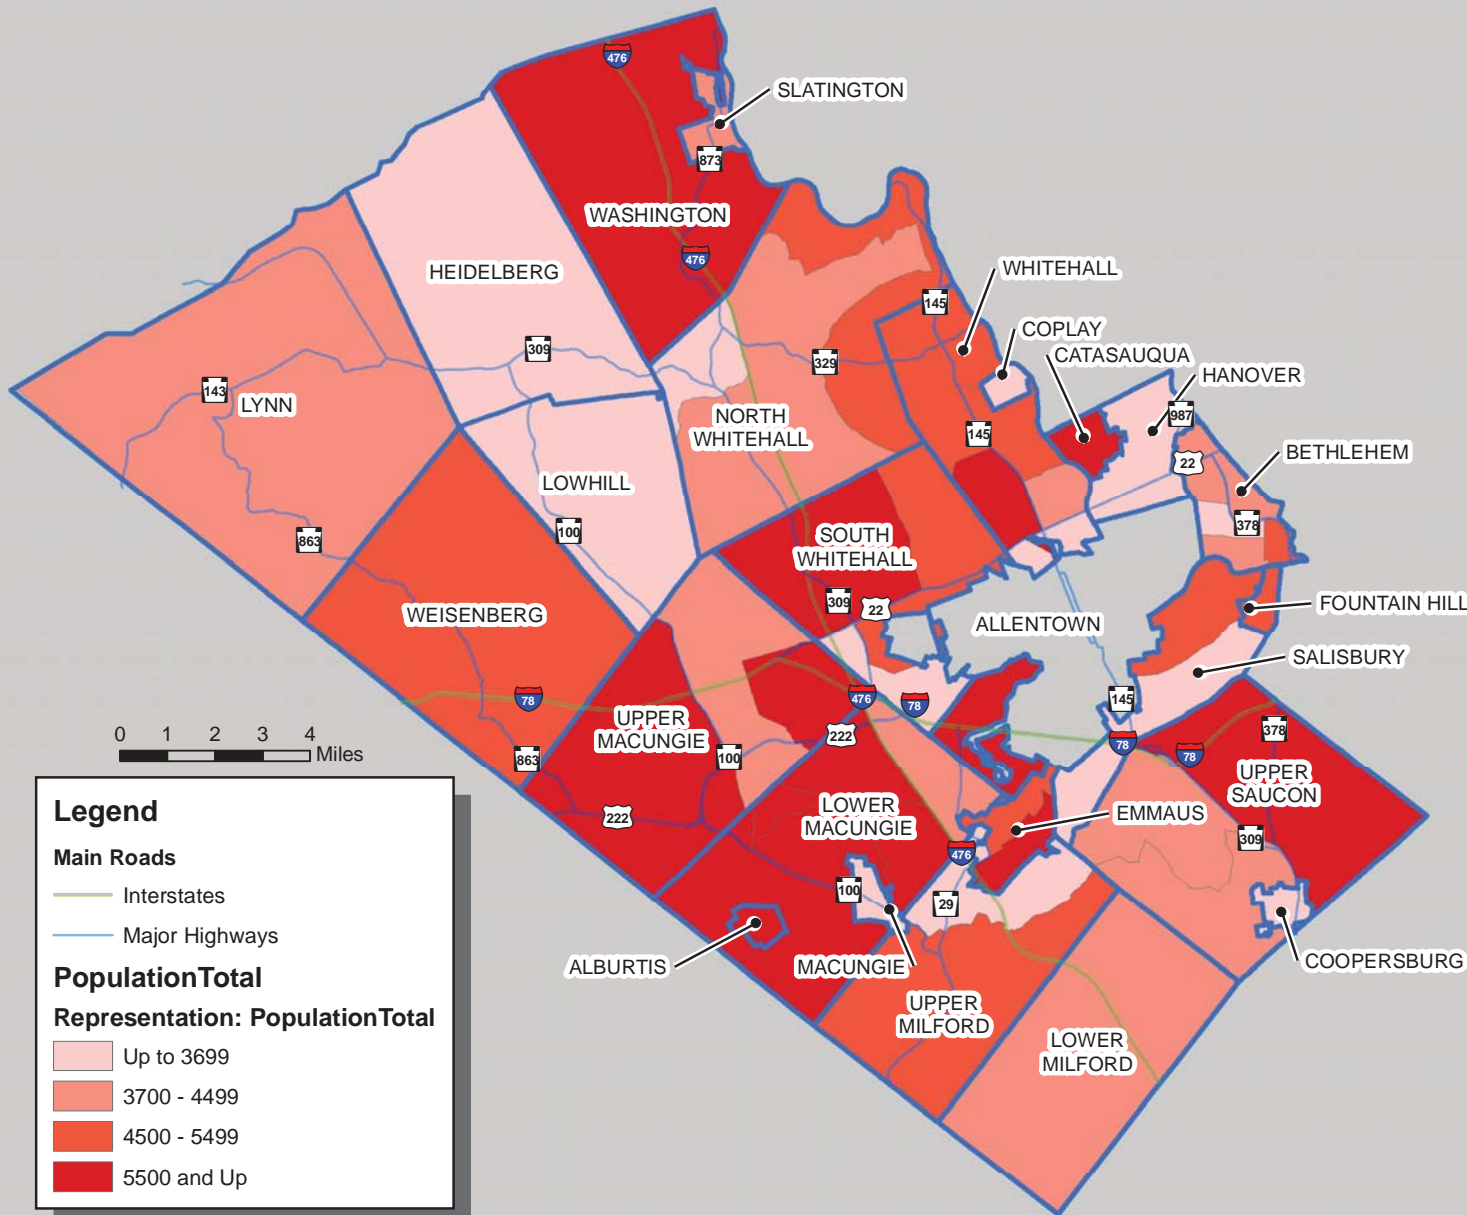 476
SLATINGTON
873
WASHINGTON
476
HEIDELBERG
WHITEHALL
145
COPLAY
CATASAUQUA
309
329
HANOVER
143
LYNN
987
NORTH
WHITEHALL
145
BETHLEHEM
22
LOWHILL
378
100
863
SOUTH
WHITEHALL
309
22
FOUNTAIN HILL
WEISENBERG
ALLENTOWN
SALISBURY
78
476
78
145
UPPER
MACUNGIE
222
378
0 1 2 3 4
Miles
863
100
78
78
UPPER
SAUCON
222
LOWER
MACUNGIE
EMMAUS
309
476
100
29
ALBURTIS
MACUNGIE
COOPERSBURG
UPPER
MILFORD
LOWER
MILFORD
Legend
Main Roads
Interstates
Major Highways
PopulationTotal
Representation: PopulationTotal
Up to 3699
3700 - 4499
4500 - 5499
5500 and Up